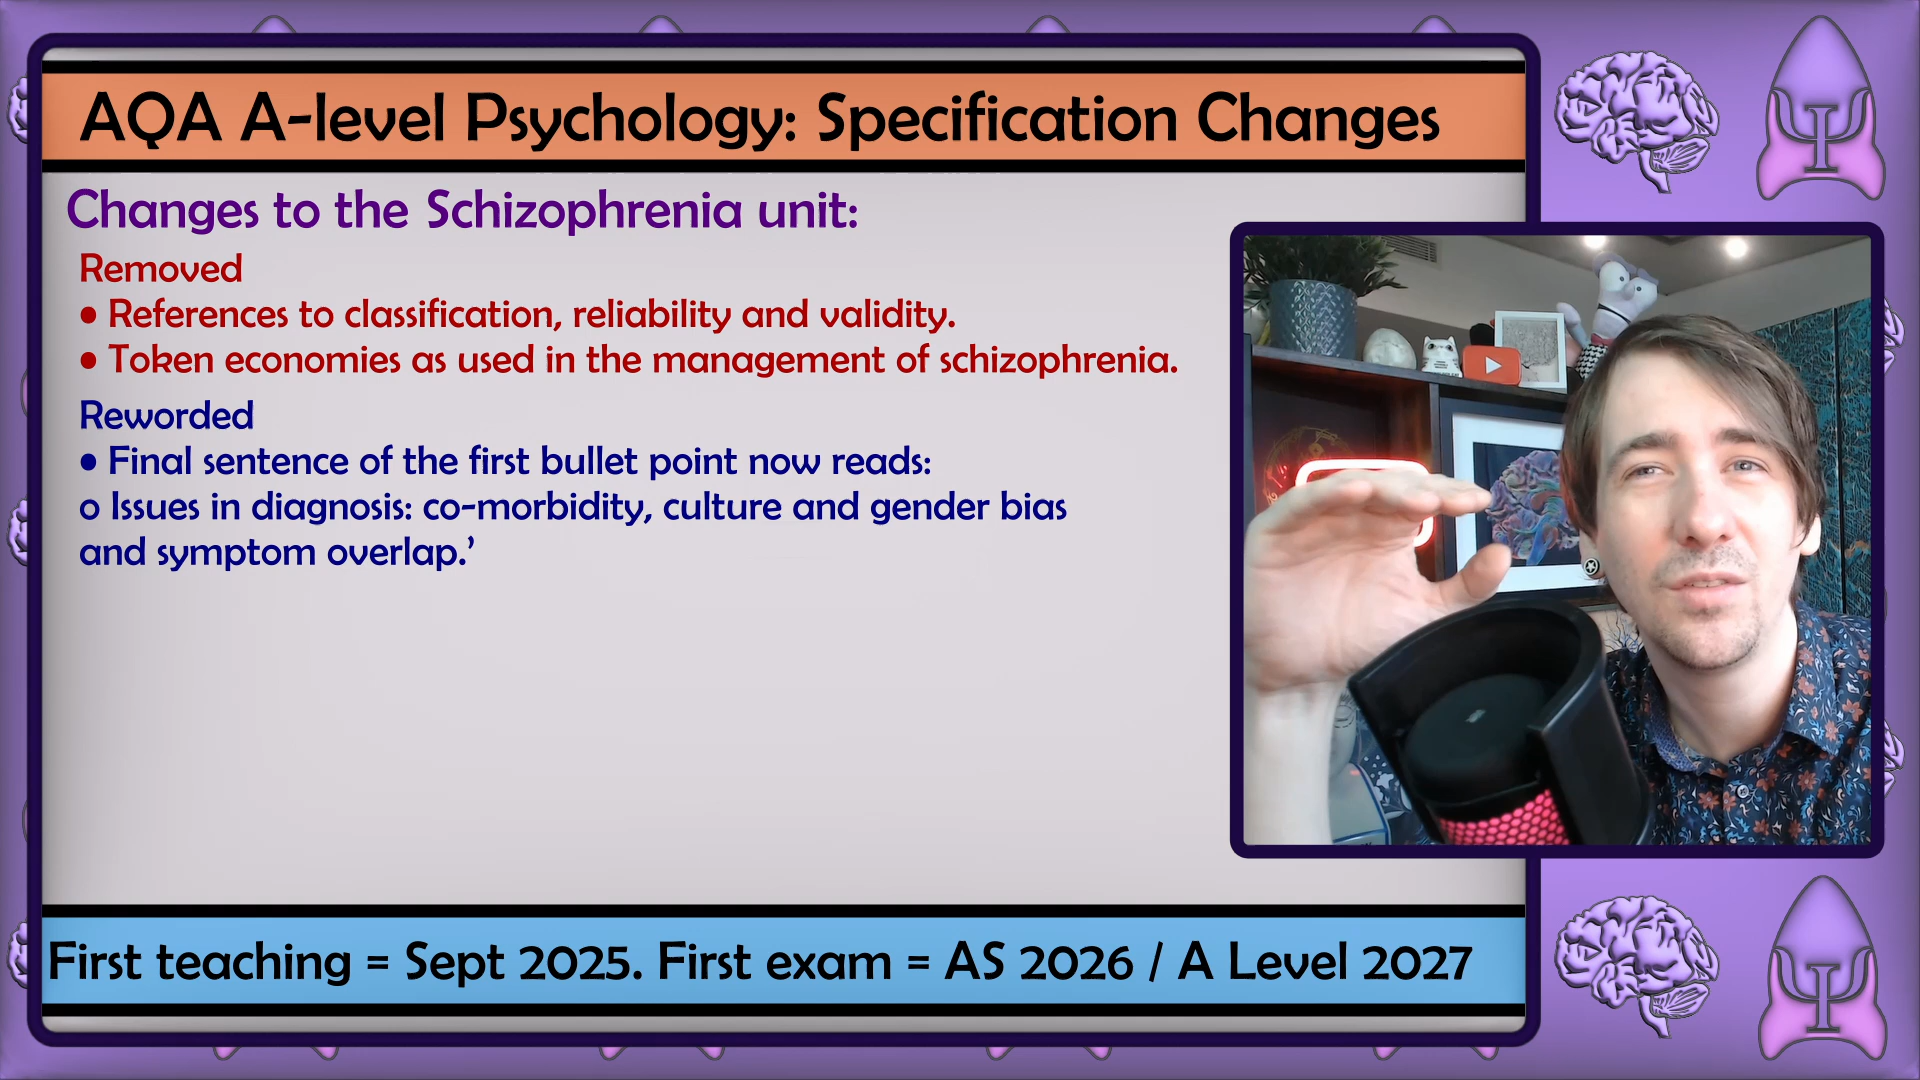 AQA A-level Psychology: Specification Changes
Changes to the Schizophrenia unit:
Removed
• References to classification, reliability and validity.
• Token economies as used in the management of schizophrenia.
Reworded
• Final sentence of the first bullet point now reads:
o Issues in diagnosis: co-morbidity, culture and gender bias
and symptom overlap.’
First teaching = Sept 2025. First exam = AS 2026 / A Level 2027